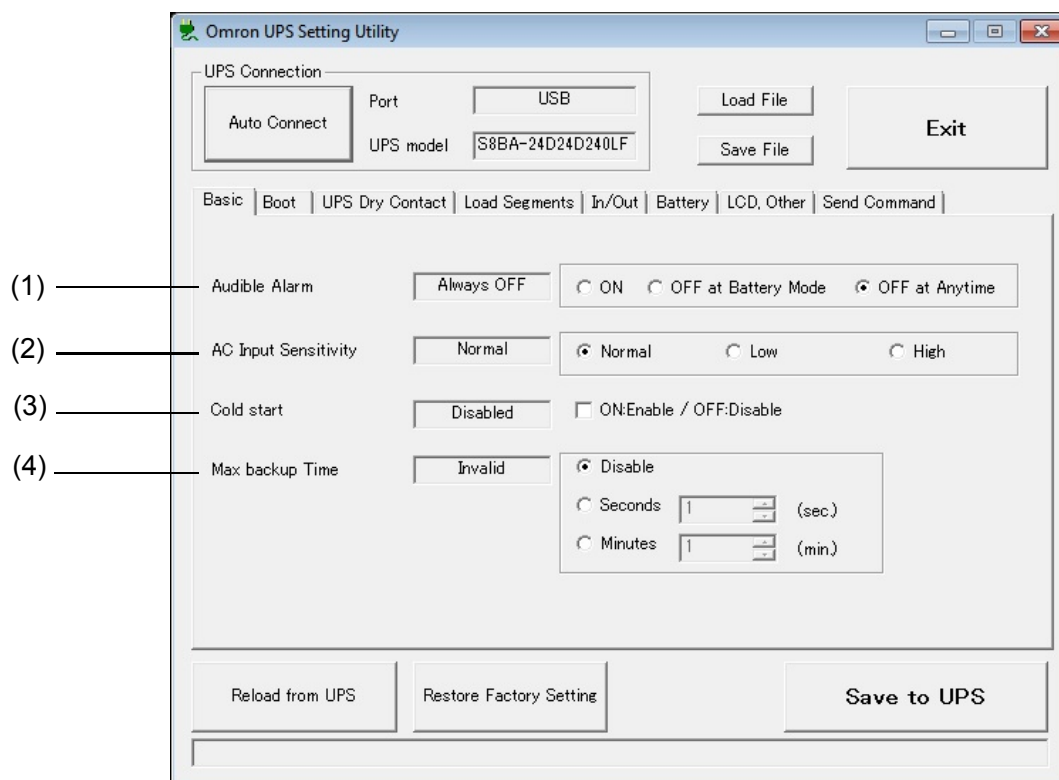 Omron UPS Setting Utility
UPS Connection
Auto Connect
Port
USB
UPS model
S8BA-24D24D240LF
Load File
Save File
Exit
Basic Boot UPS Dry Contact Load Segments In/Out Battery LCD, Other Send Command
(1) Audible Alarm Always OFF ON OFF at Battery Mode OFF at Anytime
(2) AC Input Sensitivity Normal Normal Low High
(3) Cold start Disabled ON:Enable / OFF:Disable
(4) Max backup Time Invalid Disable
Seconds 1 (sec.)
Minutes 1 (min.)
Reload from UPS Restore Factory Setting Save to UPS